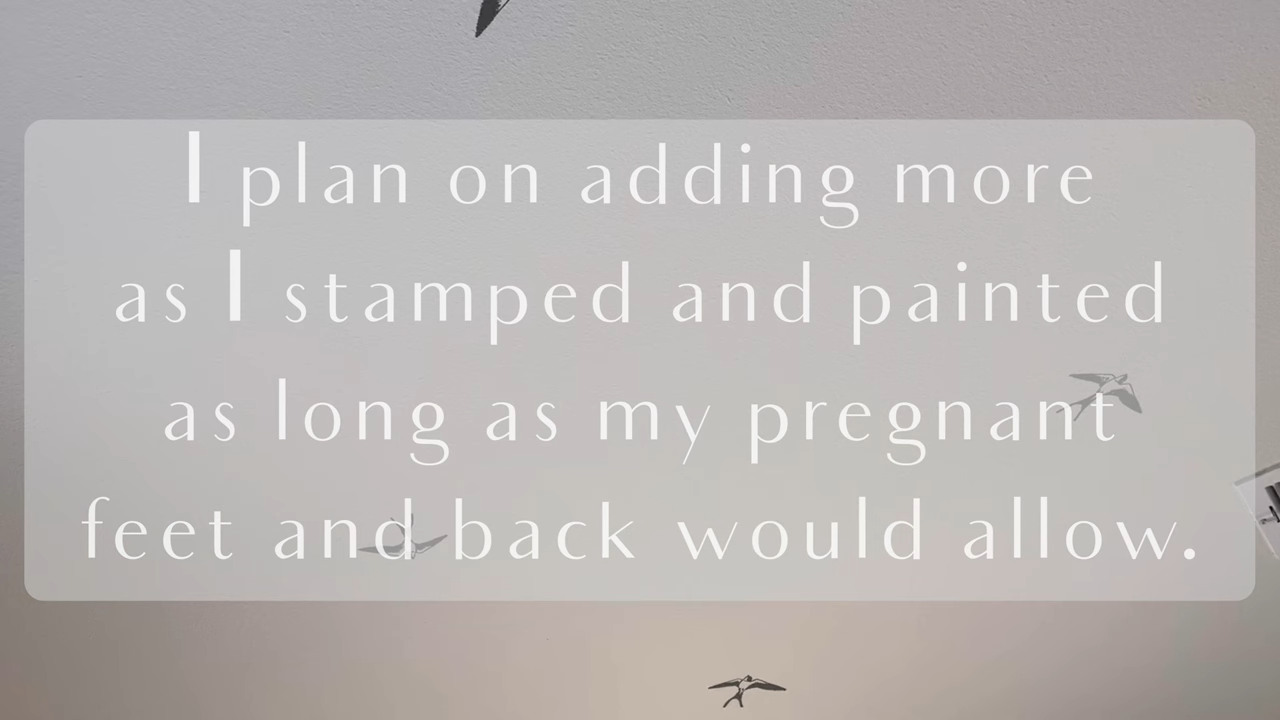 I plan on adding more
as I stamped and painted
as long as my pregnant
feet and back would allow.